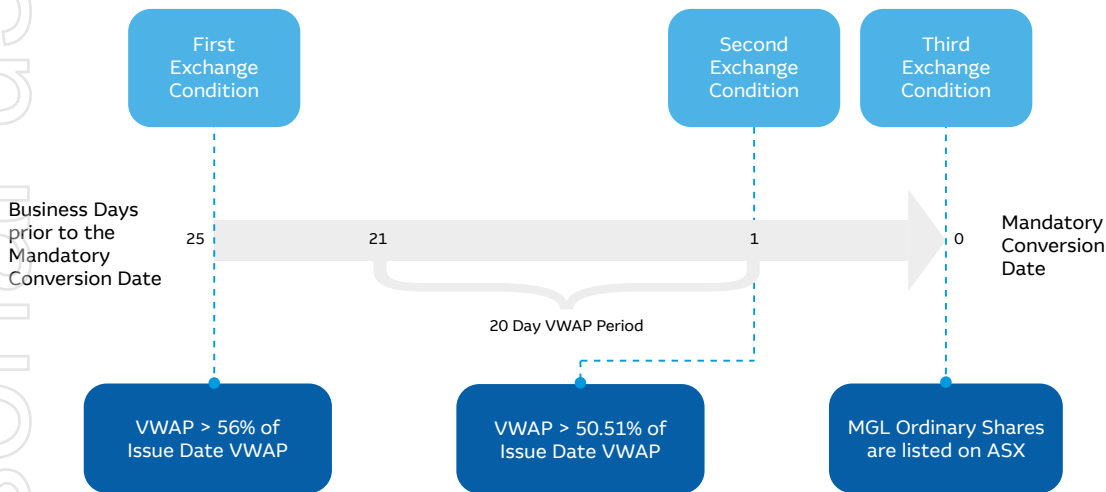 First
Exchange
Condition
Second
Exchange
Condition
Third
Exchange
Condition
Business Days
prior to the
Mandatory
Conversion Date
25
21
1
0
Mandatory
Conversion
Date
20 Day VWAP Period
VWAP > 56% of
Issue Date VWAP
VWAP > 50.51% of
Issue Date VWAP
MGL Ordinary Shares
are listed on ASX